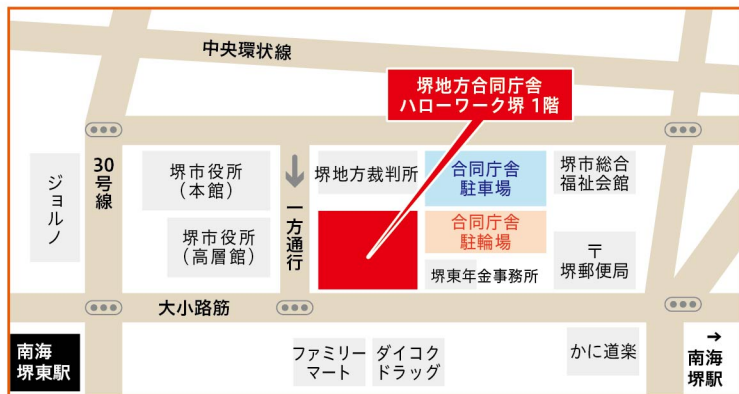 中央環状線
堺地方合同庁舎
ハローワーク堺 1階
ジョルノ
30号線
堺市役所
(本館)
一方通行
堺地方裁判所
合同庁舎
駐車場
堺市総合
福祉会館
堺市役所
(高層館)
合同庁舎
駐輪場
〒
堺郵便局
堺東年金事務所
大小路筋
南海
堺東駅
ファミリー
マート
ダイコク
ドラッグ
かに道楽
→
南海
堺駅